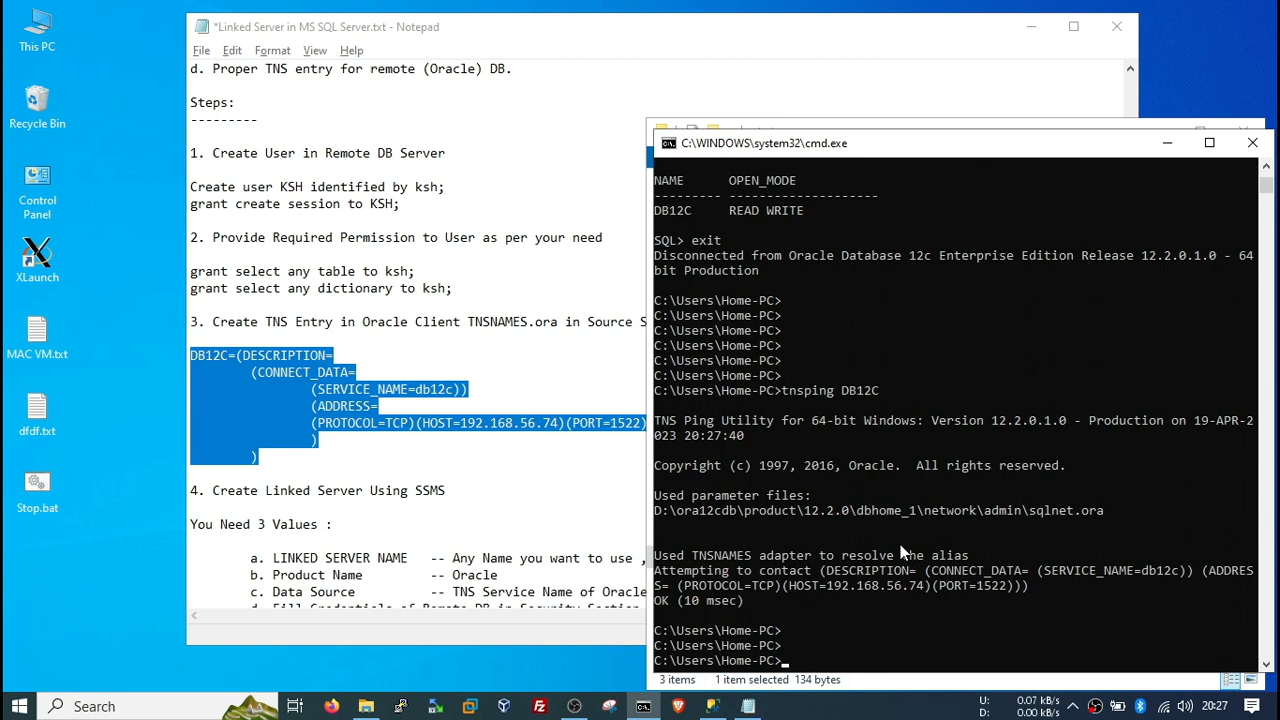 This PC
Recycle Bin
Control
Panel
XLaunch
MAC VM.txt
dfdf.txt
Stop.bat
*Linked Server in MS SQL Server.txt - Notepad
File Edit Format View Help
d. Proper TNS entry for remote (Oracle) DB.
Steps:
---------
1. Create User in Remote DB Server
Create user KSH identified by ksh;
grant create session to KSH;
2. Provide Required Permission to User as per your need
grant select any table to ksh;
grant select any dictionary to ksh;
3. Create TNS Entry in Oracle Client TNSNAMES.ora in Source S
DB12C=(DESCRIPTION=
(CONNECT_DATA=
(SERVICE_NAME=db12c))
(ADDRESS=
(PROTOCOL=TCP)(HOST=192.168.56.74)(PORT=1522)
)
)
4. Create Linked Server Using SSMS
You Need 3 Values :
a. LINKED SERVER NAME -- Any Name you want to use ,
b. Product Name -- Oracle
c. Data Source -- TNS Service Name of Oracle
d. Fill Credentials of Remote DB in Security Section
C:\WINDOWS\system32\cmd.exe
NAME OPEN_MODE
--------- --------------------
DB12C READ WRITE
SQL> exit
Disconnected from Oracle Database 12c Enterprise Edition Release 12.2.0.1.0 - 64
bit Production
C:\Users\Home-PC>
C:\Users\Home-PC>
C:\Users\Home-PC>
C:\Users\Home-PC>
C:\Users\Home-PC>
C:\Users\Home-PC>
C:\Users\Home-PC>tnsping DB12C
TNS Ping Utility for 64-bit Windows: Version 12.2.0.1.0 - Production on 19-APR-2
023 20:27:40
Copyright (c) 1997, 2016, Oracle.  All rights reserved.
Used parameter files:
D:\ora12cdb\product\12.2.0\dbhome_1\network\admin\sqlnet.ora
Used TNSNAMES adapter to resolve the alias
Attempting to contact (DESCRIPTION= (CONNECT_DATA= (SERVICE_NAME=db12c)) (ADDRES
S= (PROTOCOL=TCP)(HOST=192.168.56.74)(PORT=1522)))
OK (10 msec)
C:\Users\Home-PC>
C:\Users\Home-PC>
C:\Users\Home-PC>
3 items 1 item selected 134 bytes
Search
U: 0.07 kB/s
D: 0.00 kB/s
20:27